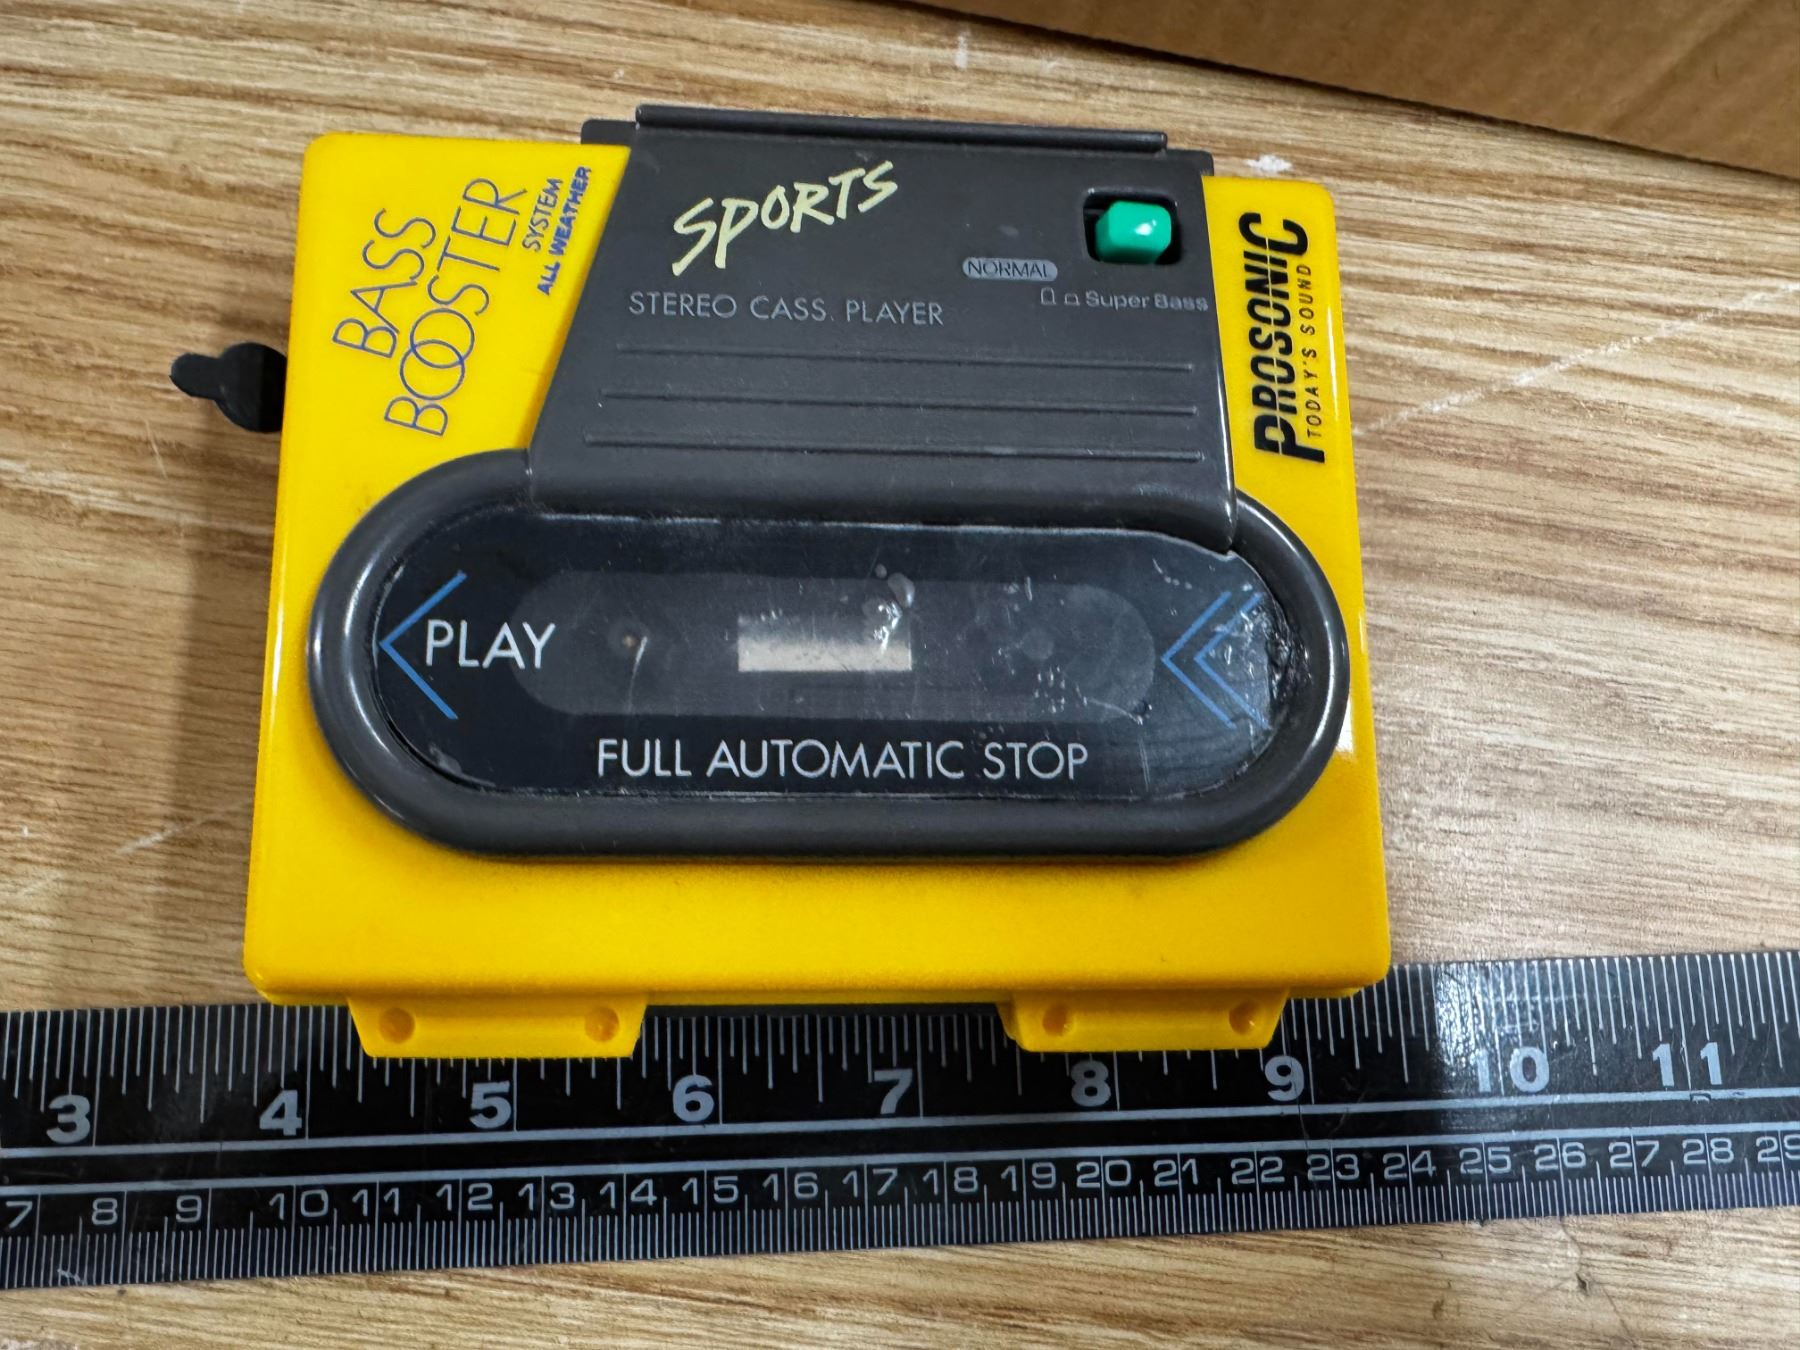 BASS
BOOSTER
SYSTEM
ALL WEATHER
SPORTS
STEREO CASS. PLAYER
NORMAL
Super Bass
PROSONIC
TODAY'S SOUND
PLAY
FULL AUTOMATIC STOP
3 4 5 6 7 8 9 10 11
7 8 9 10 11 12 13 14 15 16 17 18 19 20 21 22 23 24 25 26 27 28 29